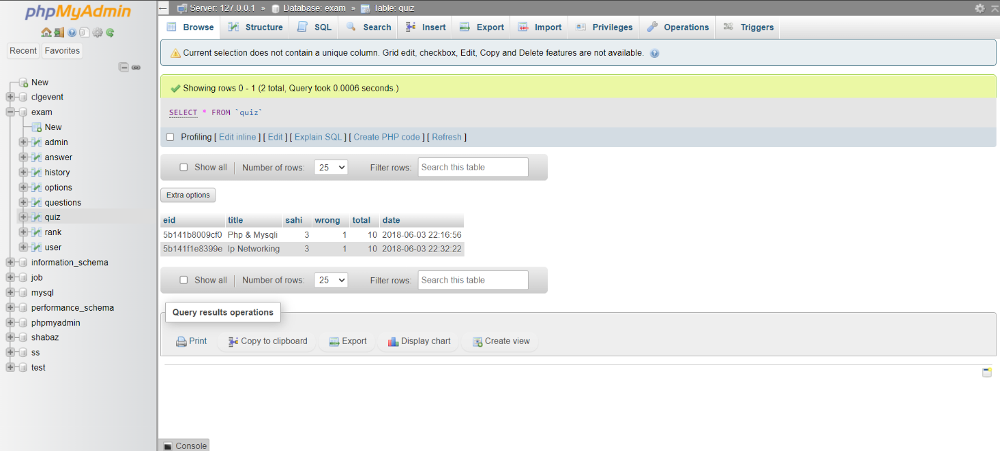 phpMyAdmin
Recent Favorites
New
clgevent
exam
New
admin
answer
history
options
questions
quiz
rank
user
information_schema
job
mysql
performance_schema
phpmyadmin
shabaz
ss
test
← Server: 127.0.0.1 » Database: exam » Table: quiz
Browse Structure SQL Search Insert Export Import Privileges Operations Triggers
Current selection does not contain a unique column. Grid edit, checkbox, Edit, Copy and Delete features are not available.
Showing rows 0 - 1 (2 total, Query took 0.0006 seconds.)
SELECT * FROM `quiz`
Profiling [ Edit inline ] [ Edit ] [ Explain SQL ] [ Create PHP code ] [ Refresh ]
Show all | Number of rows: 25 Filter rows: Search this table
Extra options
eid title sahi wrong total date
5b141b8009cf0 Php & Mysqli 3 1 10 2018-06-03 22:16:56
5b141f1e8399e Ip Networking 3 1 10 2018-06-03 22:32:22
Show all | Number of rows: 25 Filter rows: Search this table
Query results operations
Print Copy to clipboard Export Display chart Create view
Console